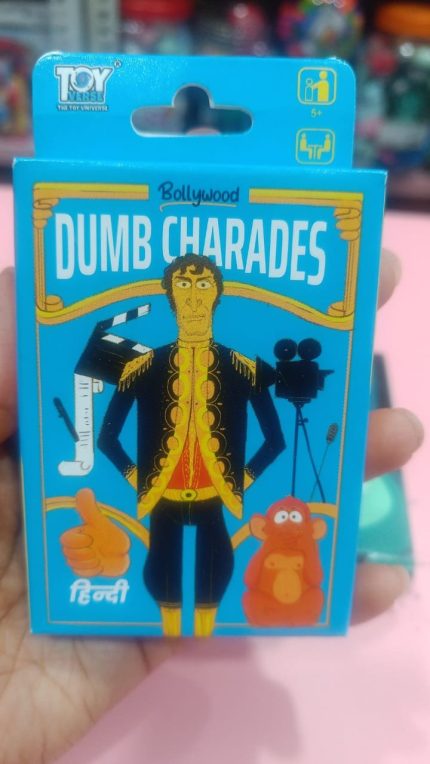 TOY
VERSE
THE TOY UNIVERSE
5+
Bollywood
DUMB CHARADES
हिन्दी